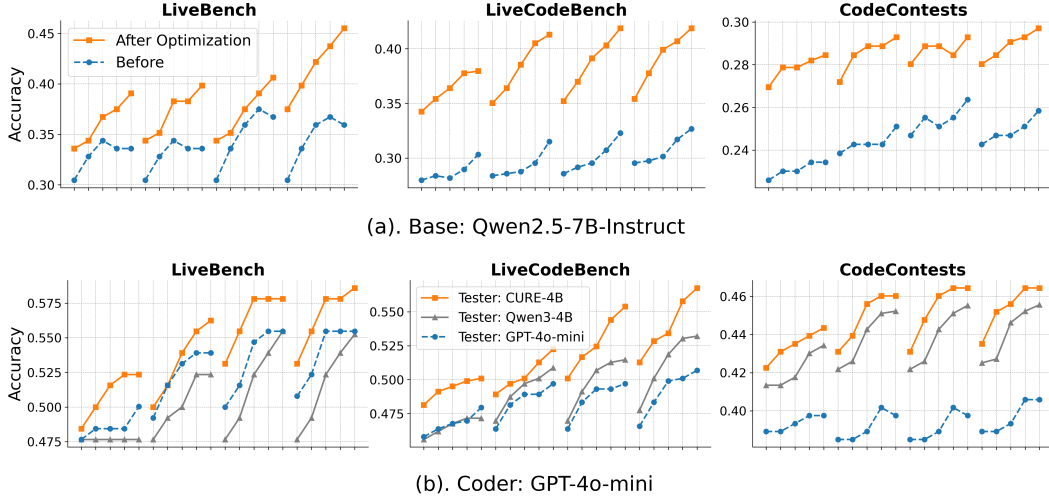 LiveBench
LiveCodeBench
CodeContests
After Optimization
Before
Accuracy
0.45
0.40
0.35
0.30
0.40
0.35
0.30
0.30
0.28
0.26
0.24
(a). Base: Qwen2.5-7B-Instruct
LiveBench
LiveCodeBench
CodeContests
Tester: CURE-4B
Tester: Qwen3-4B
Tester: GPT-4o-mini
Accuracy
0.575
0.550
0.525
0.500
0.475
0.550
0.525
0.500
0.475
0.46
0.44
0.42
0.40
(b). Coder: GPT-4o-mini